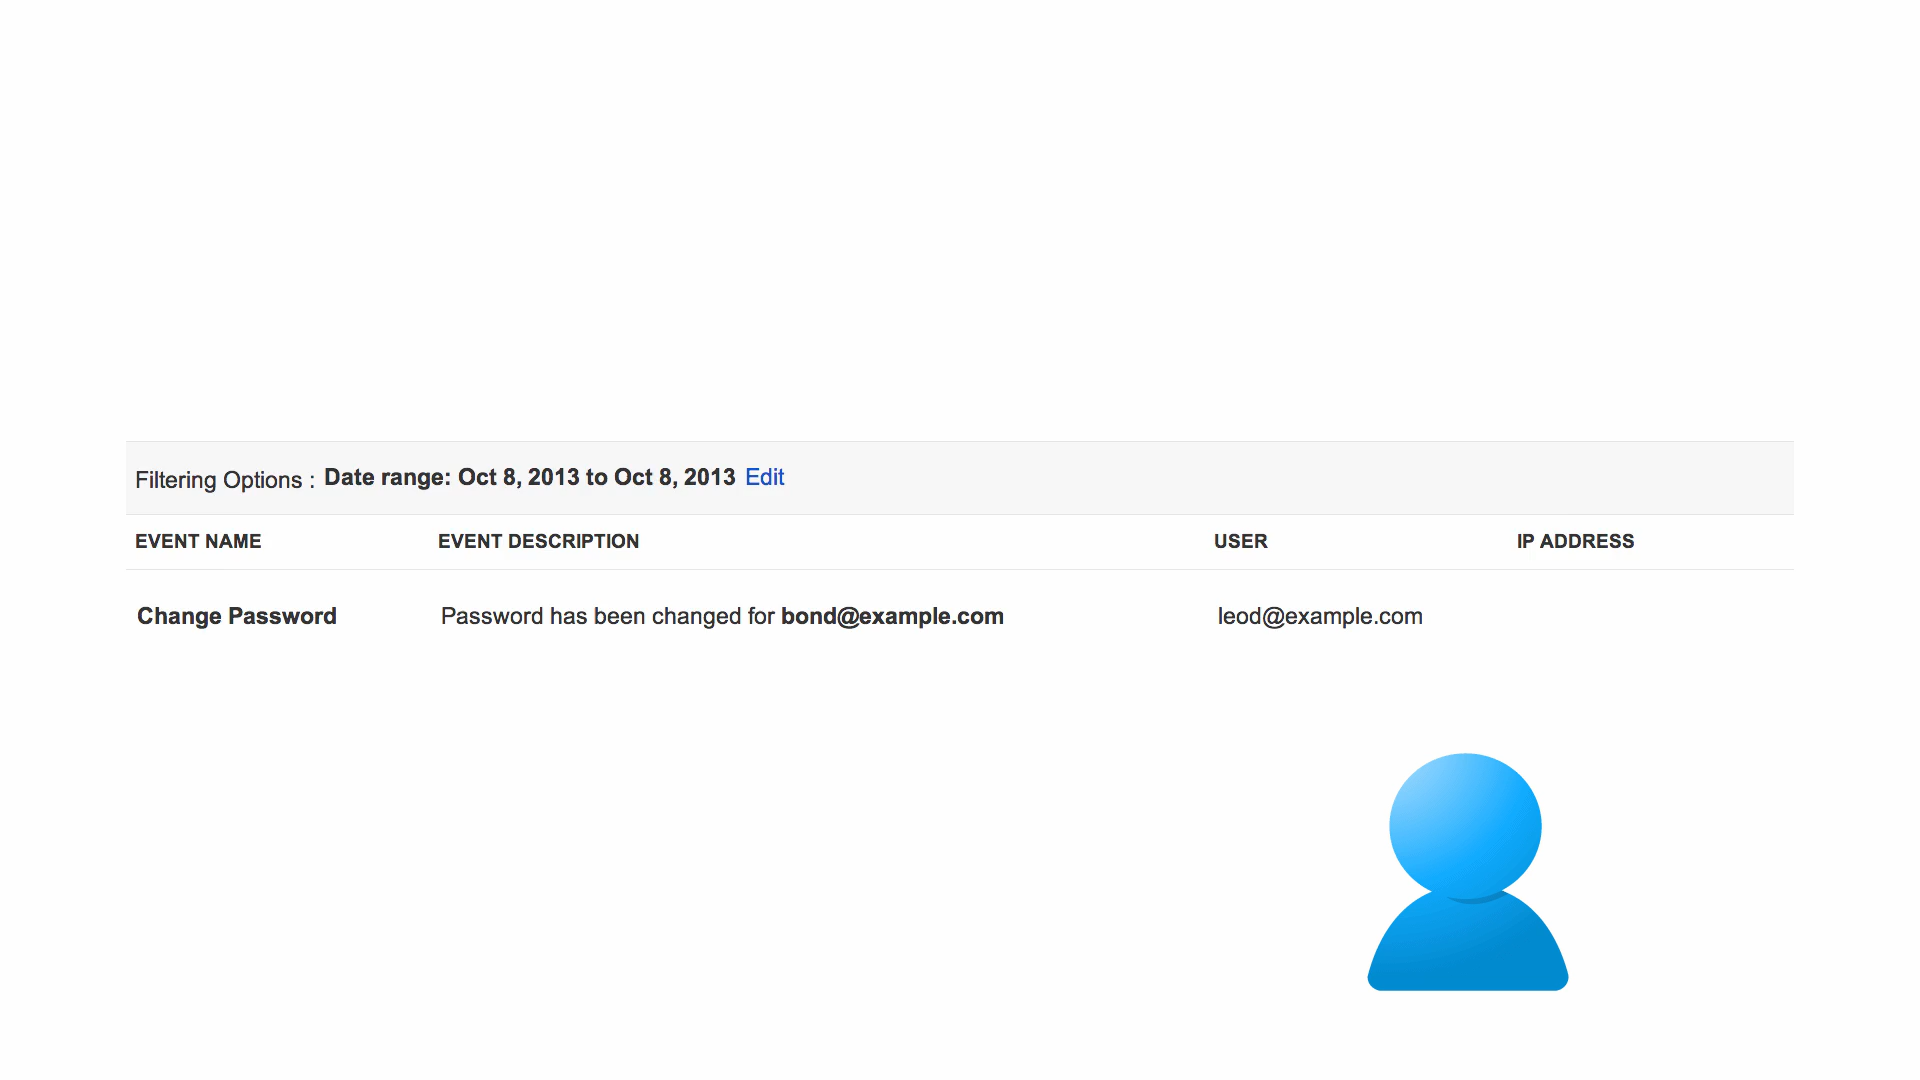 Filtering Options : Date range: Oct 8, 2013 to Oct 8, 2013 Edit
EVENT NAME EVENT DESCRIPTION USER IP ADDRESS
Change Password Password has been changed for bond@example.com leod@example.com